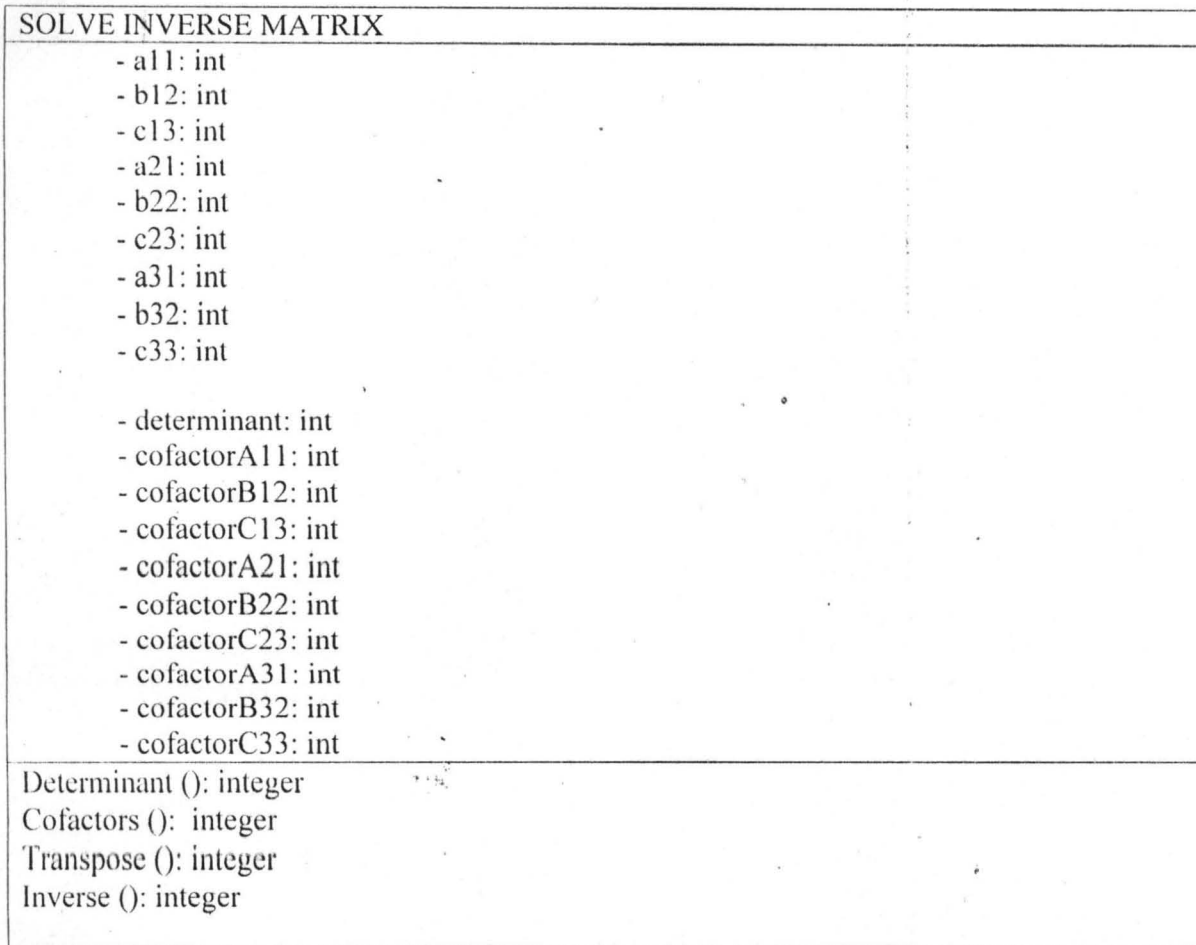 SOLVE INVERSE MATRIX
- a11: int
- b12: int
- c13: int
- a21: int
- b22: int
- c23: int
- a31: int
- b32: int
- c33: int
- determinant: int
- cofactorA11: int
- cofactorB12: int
- cofactorC13: int
- cofactorA21: int
- cofactorB22: int
- cofactorC23: int
- cofactorA31: int
- cofactorB32: int
- cofactorC33: int
Determinant (): integer
Cofactors (): integer
Transpose (): integer
Inverse (): integer